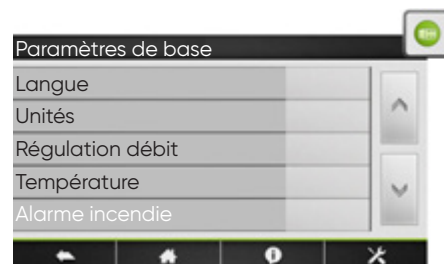 Paramètres de base
Langue
Unités
Régulation débit
Température
Alarme incendie